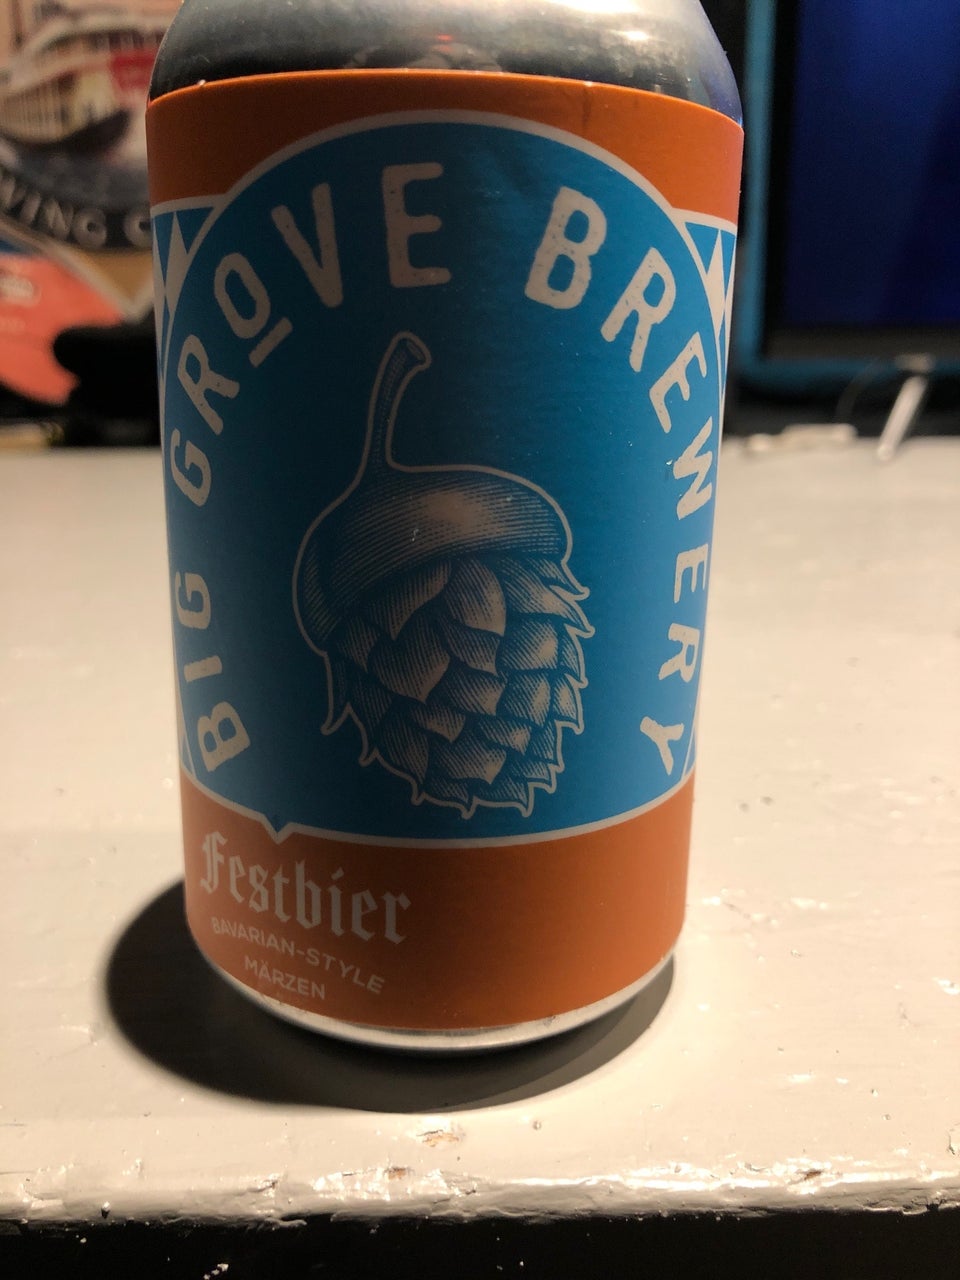 BIG GROVE BREWERY
Festbier
BAVARIAN-STYLE
MÄRZEN